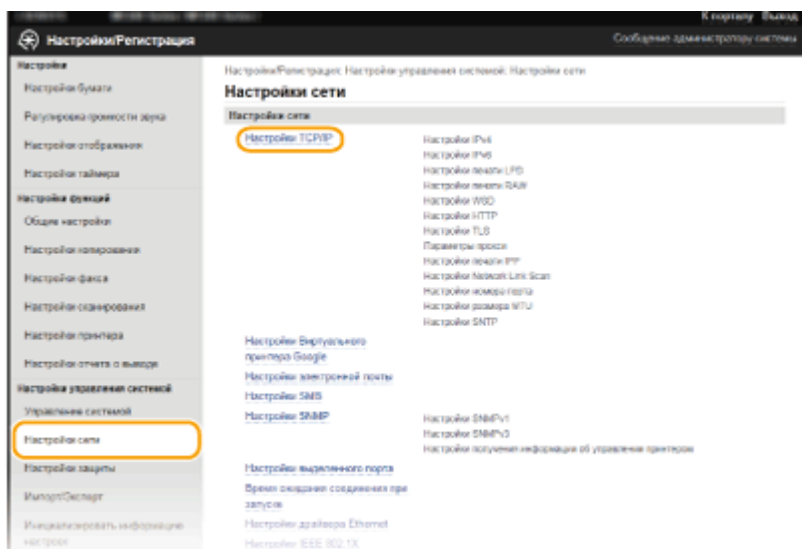 К порталу Выход
Настройки/Регистрация
Сообщение администратору системы
Настройки
Настройки бумаги
Регулировка громкости звука
Настройки отображения
Настройки таймера
Настройки функций
Общие настройки
Настройки копирования
Настройки факса
Настройки сканирования
Настройки принтера
Настройки отчета о выводе
Настройки управления системой
Управление системой
Настройки сети
Настройки защиты
Импорт/Экспорт
Инициализировать информацию
настроек
Настройки/Регистрация: Настройки управления системой: Настройки сети
Настройки сети
Настройки сети
Настройки TCP/IP
Настройки IPv4
Настройки IPv6
Настройки печати LPD
Настройки печати RAW
Настройки WSD
Настройки HTTP
Настройки TLS
Параметры прокси
Настройки печати IPP
Настройки Network Link Scan
Настройки номера порта
Настройки размера MTU
Настройки SNTP
Настройки Виртуального
принтера Google
Настройки электронной почты
Настройки SMB
Настройки SNMP
Настройки SNMPv1
Настройки SNMPv3
Настройки получения информации об управлении принтером
Настройки выделенного порта
Время ожидания соединения при
запуске
Настройки драйвера Ethernet
Настройки IEEE 802.1X